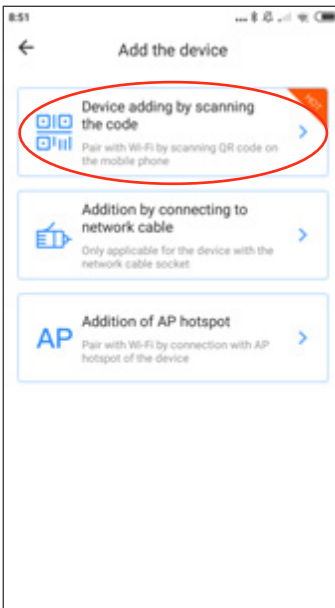 8:51
Add the device
HOT
Device adding by scanning
the code
Pair with Wi-Fi by scanning QR code on
the mobile phone
Addition by connecting to
network cable
Only applicable for the device with the
network cable socket
AP
Addition of AP hotspot
Pair with Wi-Fi by connection with AP
hotspot of the device